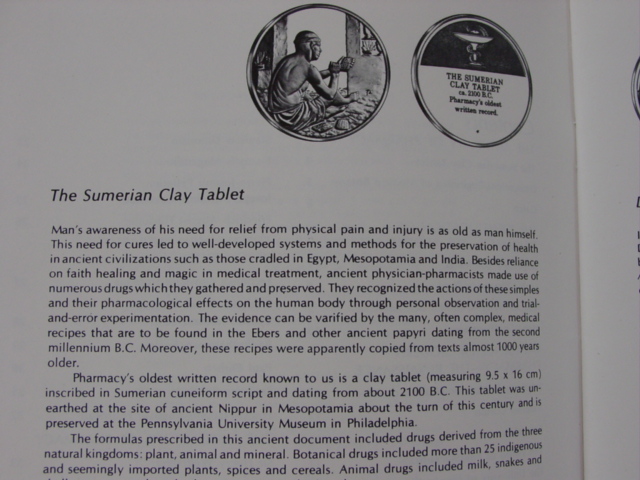 THE SUMERIAN
CLAY TABLET
ca. 2100 B.C.
Pharmacy's oldest
written record.
The Sumerian Clay Tablet
Man's awareness of his need for relief from physical pain and injury is as old as man himself.
This need for cures led to well-developed systems and methods for the preservation of health
in ancient civilizations such as those cradled in Egypt, Mesopotamia and India. Besides reliance
on faith healing and magic in medical treatment, ancient physician-pharmacists made use of
numerous drugs which they gathered and preserved. They recognized the actions of these simples
and their pharmacological effects on the human body through personal observation and trial-
and-error experimentation. The evidence can be varified by the many, often complex, medical
recipes that are to be found in the Ebers and other ancient papyri dating from the second
millennium B.C. Moreover, these recipes were apparently copied from texts almost 1000 years
older.
Pharmacy's oldest written record known to us is a clay tablet (measuring 9.5 x 16 cm)
inscribed in Sumerian cuneiform script and dating from about 2100 B.C. This tablet was un-
earthed at the site of ancient Nippur in Mesopotamia about the turn of this century and is
preserved at the Pennsylvania University Museum in Philadelphia.
The formulas prescribed in this ancient document included drugs derived from the three
natural kingdoms: plant, animal and mineral. Botanical drugs included more than 25 indigenous
and seemingly imported plants, spices and cereals. Animal drugs included milk, snakes and